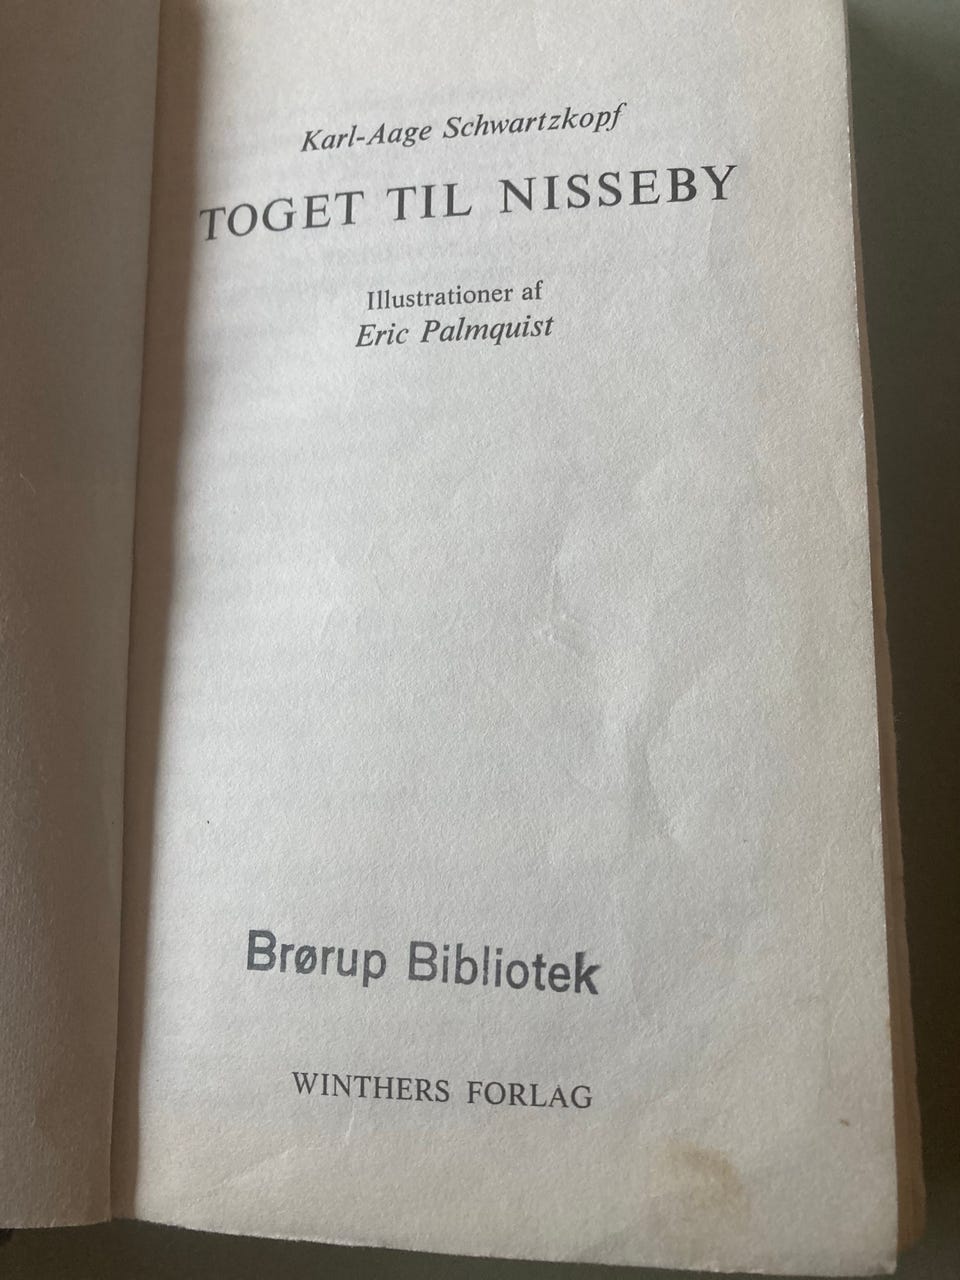 Karl-Aage Schwartzkopf
TOGET TIL NISSEBY
Illustrationer af
Eric Palmquist
Brørup Bibliotek
WINTHERS FORLAG